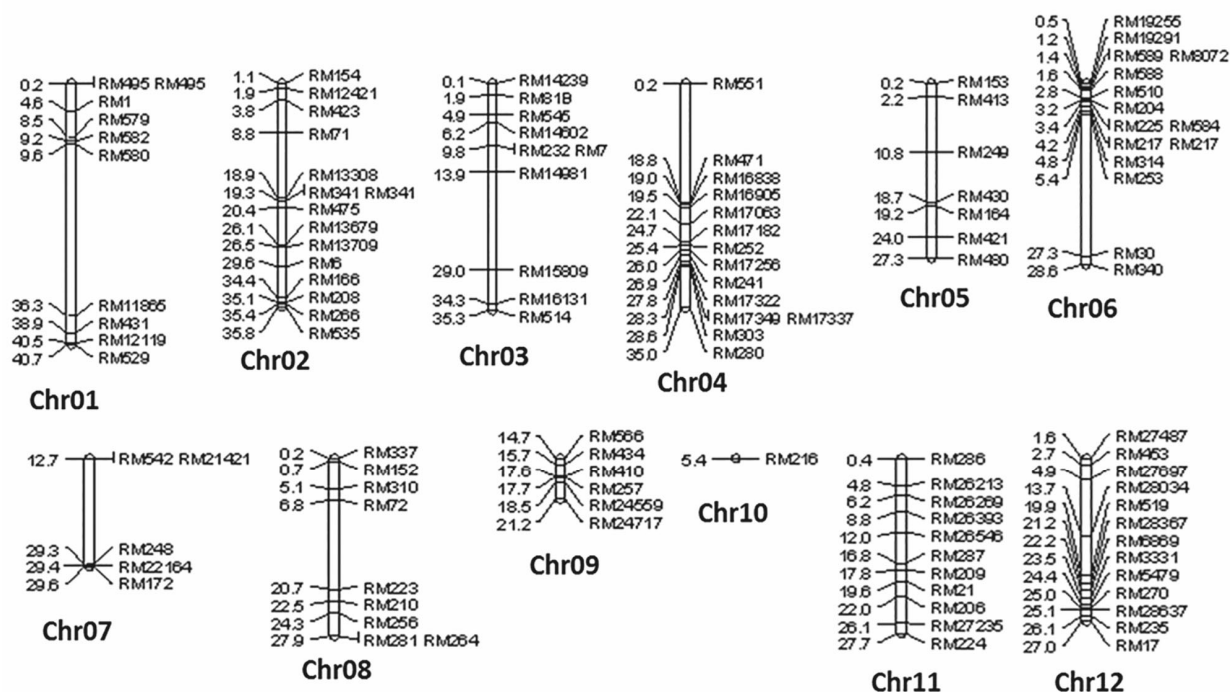 0.2 RM495 RM495
4.6 RM1
8.5 RM579
9.2 RM582
9.6 RM580
36.3 RM11865
38.9 RM431
40.5 RM12119
40.7 RM529
Chr01
1.1 RM154
1.9 RM12421
3.8 RM423
8.8 RM71
18.9 RM13308
19.3 RM341 RM341
20.4 RM475
26.1 RM13679
26.5 RM13709
29.6 RM6
34.4 RM166
35.1 RM208
35.4 RM266
35.8 RM535
Chr02
0.1 RM14239
1.9 RM81B
4.9 RM545
6.2 RM14602
9.8 RM232 RM7
13.9 RM14981
29.0 RM15809
34.3 RM16131
35.3 RM514
Chr03
0.2 RM551
18.8 RM471
19.0 RM16838
19.5 RM16905
22.1 RM17063
24.7 RM17182
25.4 RM252
26.0 RM17256
26.9 RM241
27.8 RM17322
28.3 RM17349 RM17337
28.6 RM303
35.0 RM280
Chr04
0.2 RM153
2.2 RM413
10.8 RM249
18.7 RM430
19.2 RM164
24.0 RM421
27.3 RM480
Chr05
0.5 RM19255
1.2 RM19291
1.4 RM589 RM8072
1.6 RM588
2.8 RM510
3.2 RM204
3.4 RM225 RM584
4.2 RM217 RM217
4.8 RM314
5.4 RM253
27.3 RM30
28.6 RM340
Chr06
12.7 RM542 RM21421
29.3 RM248
29.4 RM22164
29.6 RM172
Chr07
0.2 RM337
0.7 RM152
5.1 RM310
6.8 RM72
20.7 RM223
22.5 RM210
24.3 RM256
27.9 RM281 RM264
Chr08
14.7 RM566
15.7 RM434
17.6 RM410
17.7 RM257
18.5 RM24559
21.2 RM24717
Chr09
5.4 RM216
Chr10
0.4 RM286
4.8 RM26213
6.2 RM26269
8.8 RM26393
12.0 RM26546
16.8 RM287
17.8 RM209
19.6 RM21
22.0 RM206
26.1 RM27235
27.7 RM224
Chr11
1.6 RM27487
2.7 RM453
4.9 RM27697
13.7 RM28034
19.9 RM519
21.2 RM28367
22.2 RM6869
23.5 RM3331
24.4 RM5479
25.0 RM270
25.1 RM28637
26.1 RM235
27.0 RM17
Chr12